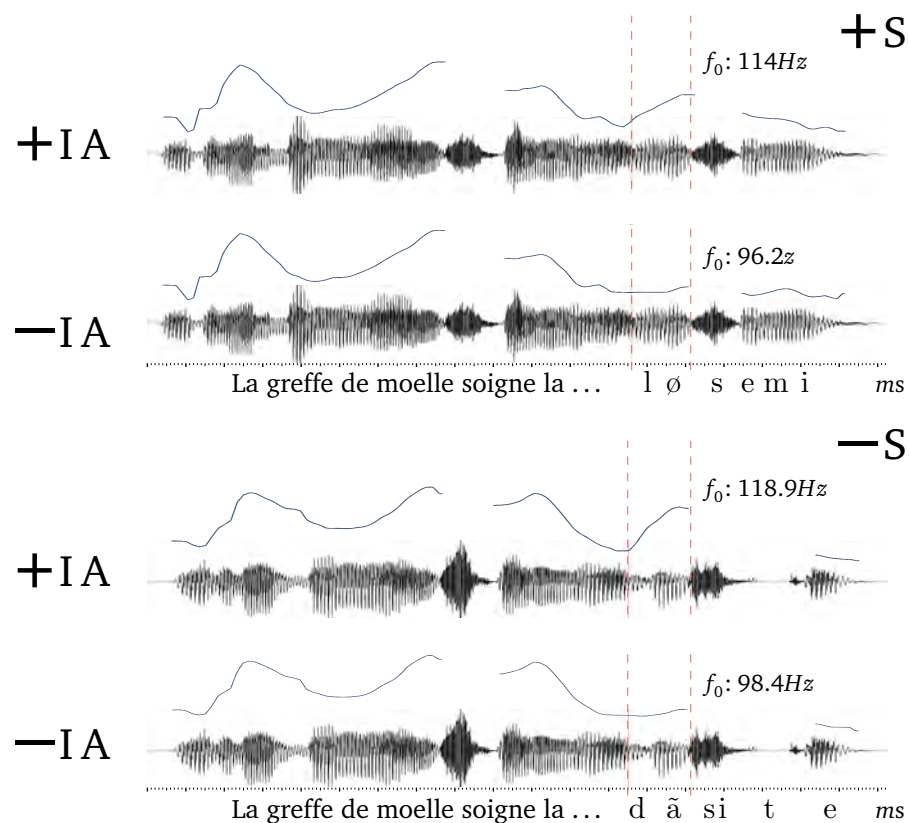 +S
f₀: 114Hz
+IA
f₀: 96.2z
−IA
La greffe de moelle soigne la ... l ø s e m i ms
−S
f₀: 118.9Hz
+IA
f₀: 98.4Hz
−IA
La greffe de moelle soigne la ... d ã s i t e ms